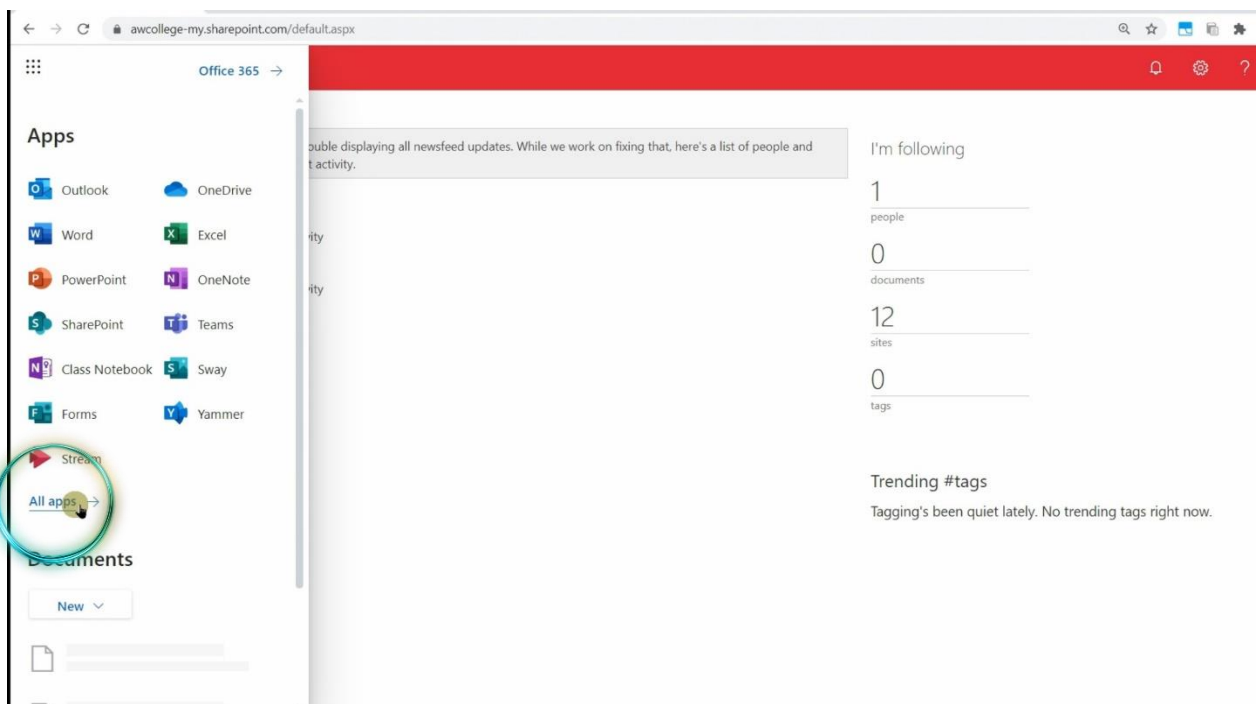 awcollege-my.sharepoint.com/default.aspx
Office 365 →
Apps
Outlook
OneDrive
Word
Excel
PowerPoint
OneNote
SharePoint
Teams
Class Notebook
Sway
Forms
Yammer
Stream
All apps →
Documents
New
ouble displaying all newsfeed updates. While we work on fixing that, here's a list of people and
t activity.
vity
vity
I'm following
1
people
0
documents
12
sites
0
tags
Trending #tags
Tagging's been quiet lately. No trending tags right now.